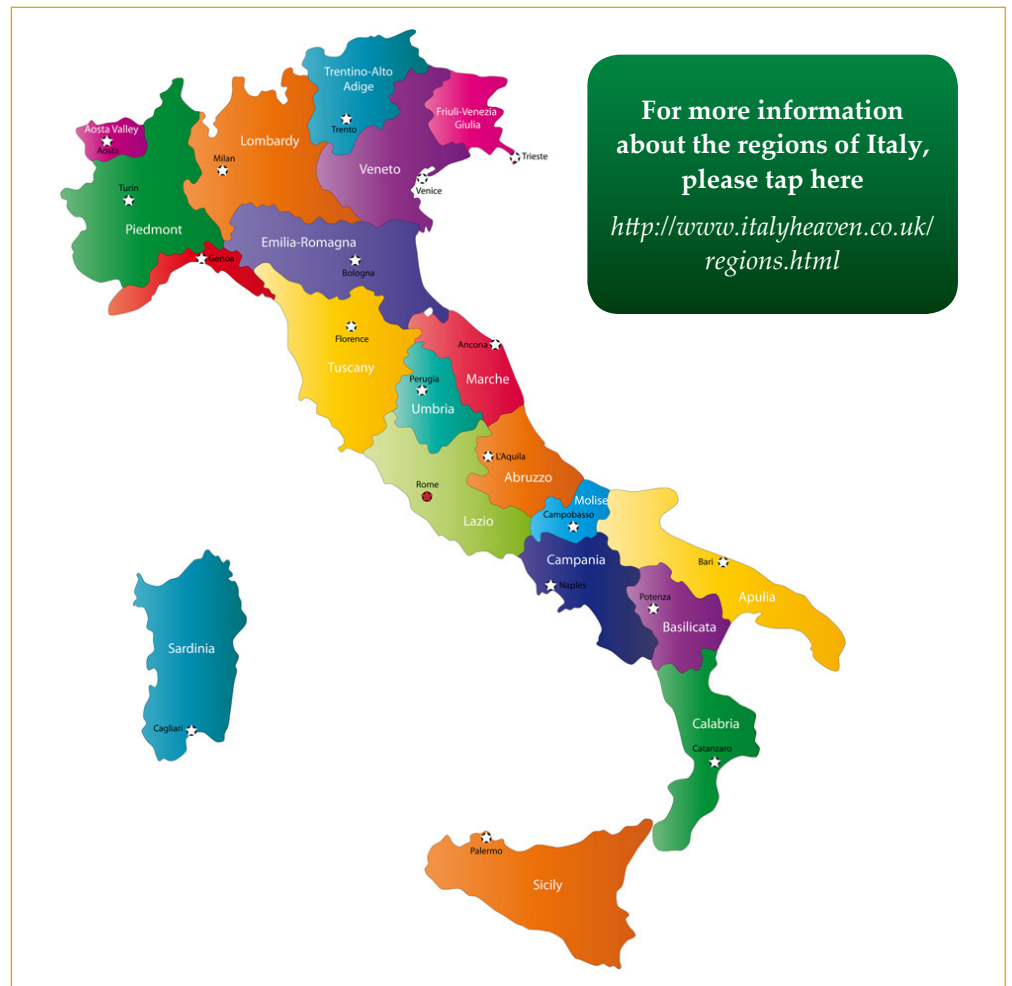 Trentino-Alto
Adige
Trento
Friuli-Venezia
Giulia
Trieste
Aosta Valley
Aosta
Lombardy
Milan
Veneto
Venice
Turin
Piedmont
Emilia-Romagna
Bologna
Genoa
Florence
Tuscany
Ancona
Marche
Perugia
Umbria
L'Aquila
Abruzzo
Rome
Lazio
Molise
Campobasso
Campania
Naples
Bari
Apulia
Potenza
Basilicata
Sardinia
Cagliari
Calabria
Catanzaro
Palermo
Sicily
For more information
about the regions of Italy,
please tap here
http://www.italyheaven.co.uk/
regions.html